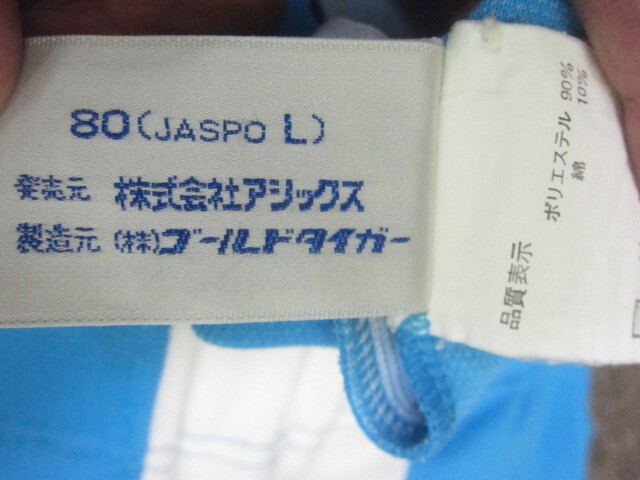 80(JASPO L)
発売元 株式会社アシックス
製造元 (株)ゴールドタイガー
品質表示
ポリエステル 90%
綿 10%